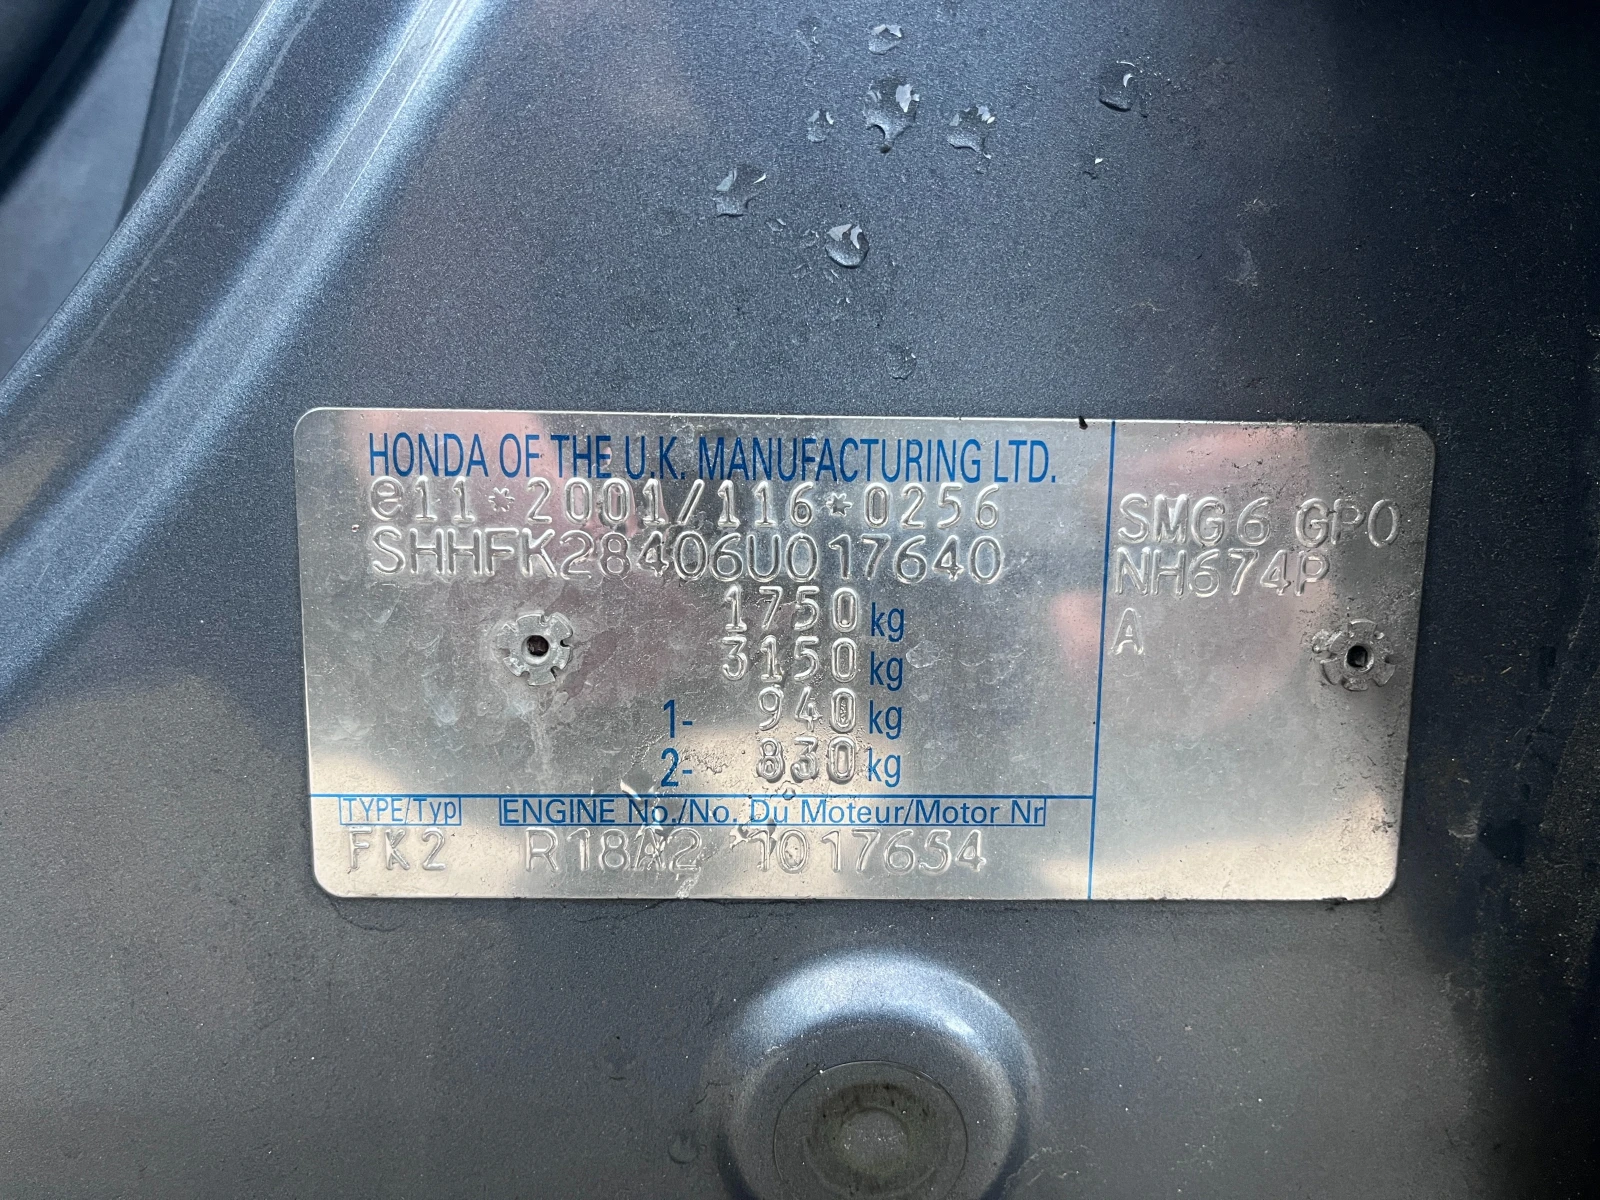 HONDA OF THE U.K. MANUFACTURING LTD.
e11*2001/116*0256
SHHFK28406U017640
1750 kg
3150 kg
1- 940 kg
2- 830 kg
TYPE/Typ ENGINE No./No. Du Moteur/Motor Nr
FK2 R18A2 1017654
SMG6 GPO
NH674P
A